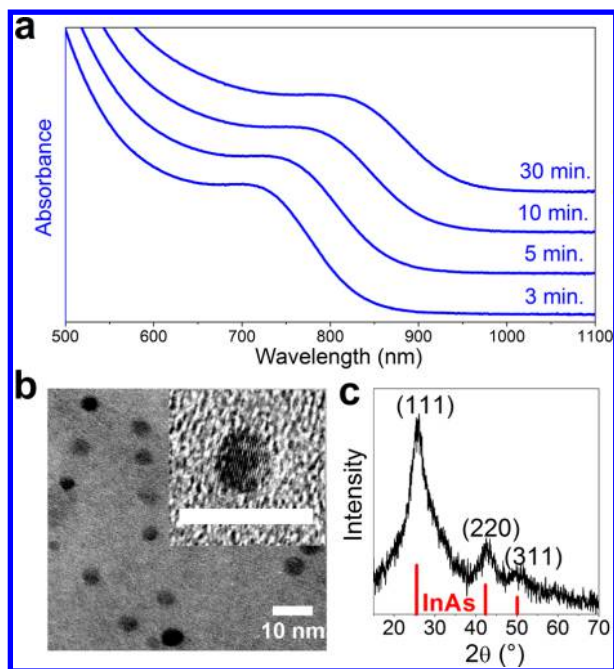 a
Absorbance
30 min.
10 min.
5 min.
3 min.
500 600 700 800 900 1000 1100
Wavelength (nm)
b
10 nm
c
Intensity
(111)
(220)
(311)
InAs
20 30 40 50 60 70
2θ (°)